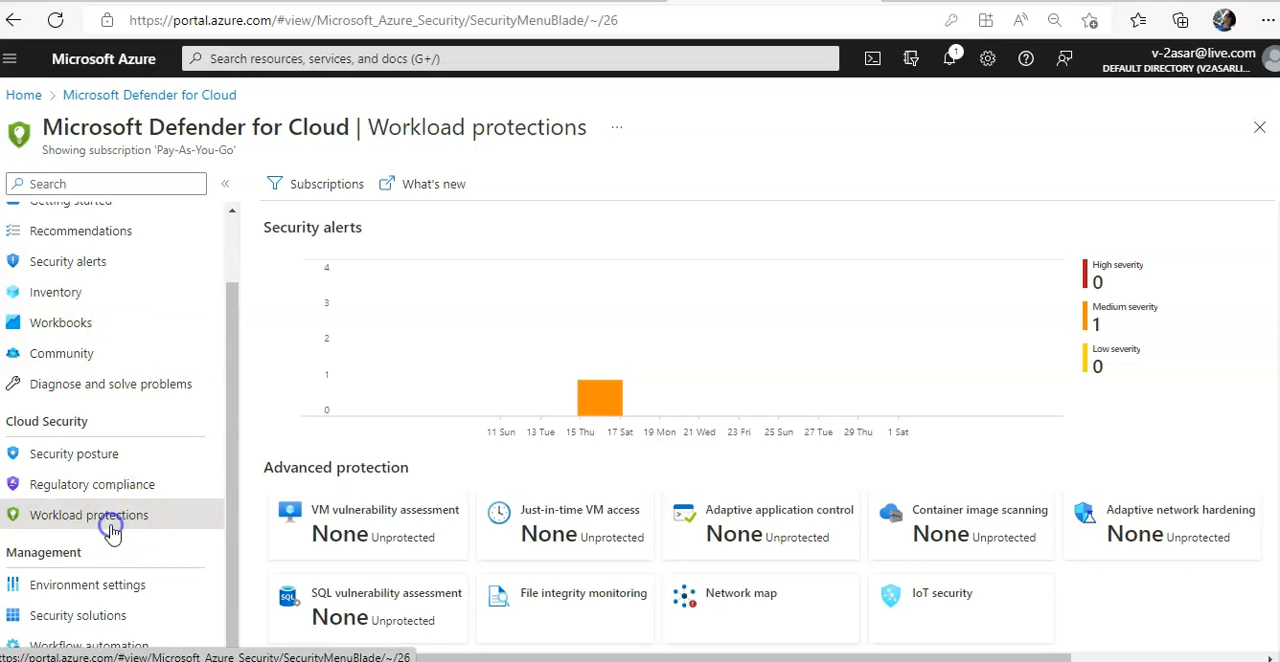 https://portal.azure.com/#view/Microsoft_Azure_Security/SecurityMenuBlade/~/26
Microsoft Azure
Search resources, services, and docs (G+/)
1
v-2asar@live.com
DEFAULT DIRECTORY (V2ASARLI...
Home > Microsoft Defender for Cloud
Microsoft Defender for Cloud | Workload protections ...
Showing subscription 'Pay-As-You-Go'
Search
«
Subscriptions
What's new
Getting started
Recommendations
Security alerts
Inventory
Workbooks
Community
Diagnose and solve problems
Cloud Security
Security posture
Regulatory compliance
Workload protections
Management
Environment settings
Security solutions
Workflow automation
Security alerts
4
3
2
1
0
11 Sun 13 Tue 15 Thu 17 Sat 19 Mon 21 Wed 23 Fri 25 Sun 27 Tue 29 Thu 1 Sat
High severity
0
Medium severity
1
Low severity
0
Advanced protection
VM vulnerability assessment
None Unprotected
Just-in-time VM access
None Unprotected
Adaptive application control
None Unprotected
Container image scanning
None Unprotected
Adaptive network hardening
None Unprotected
SQL vulnerability assessment
None Unprotected
File integrity monitoring
Network map
IoT security
ttps://portal.azure.com/#view/Microsoft_Azure_Security/SecurityMenuBlade/~/26